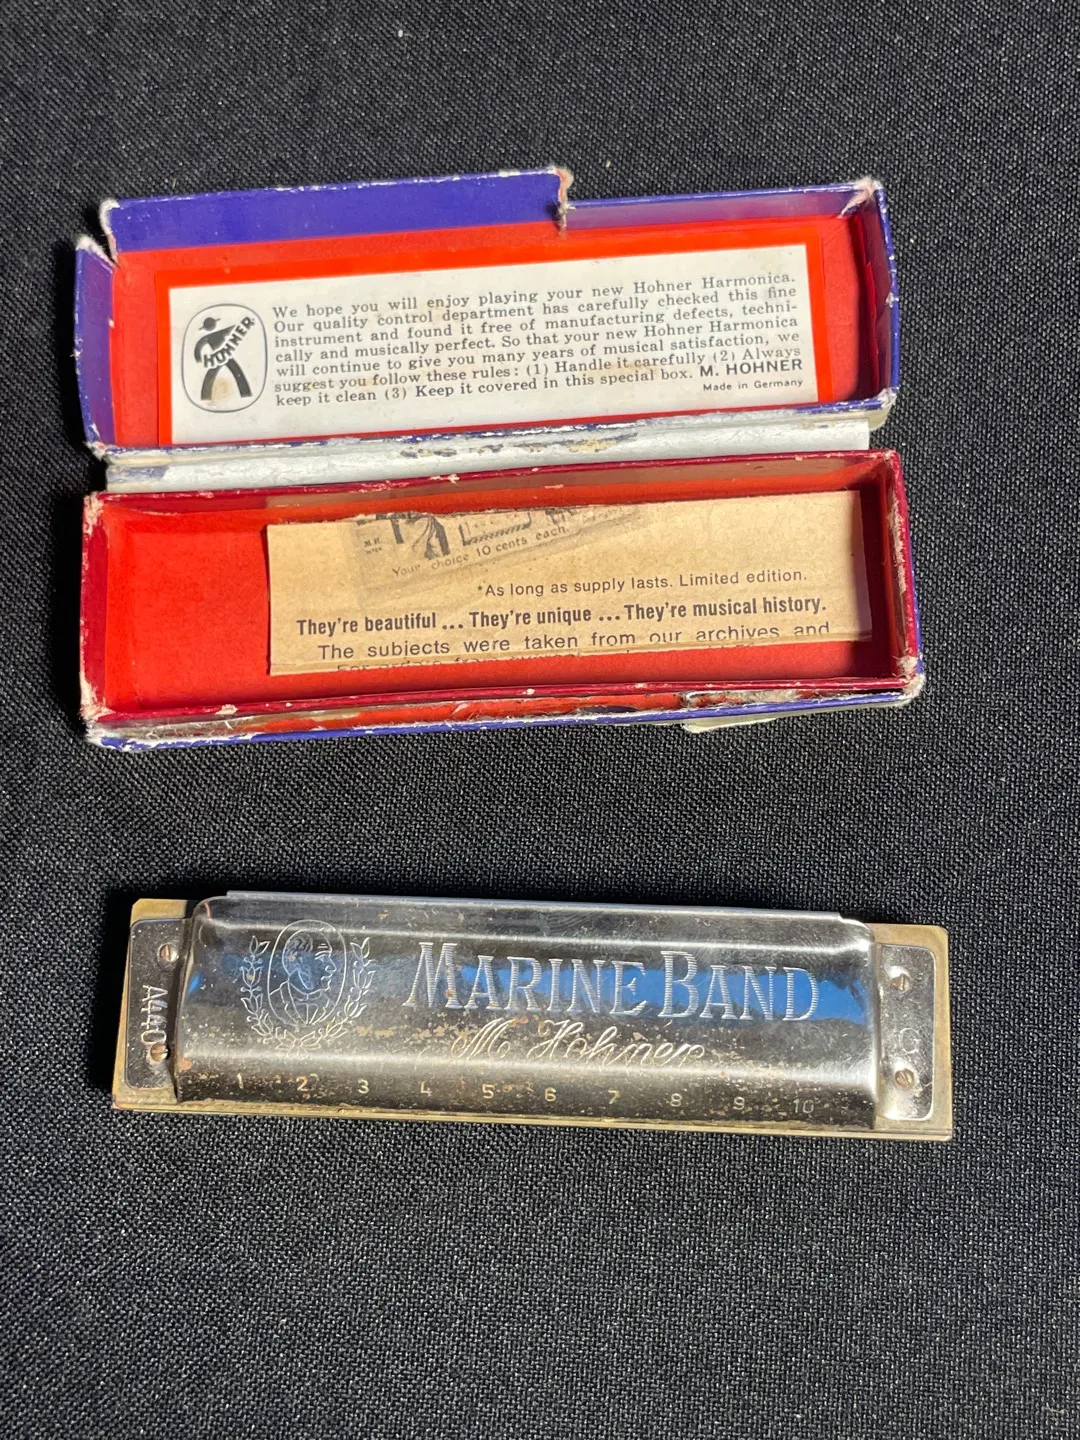 HOHNER
We hope you will enjoy playing your new Hohner Harmonica.
Our quality control department has carefully checked this fine
instrument and found it free of manufacturing defects, techni-
cally and musically perfect. So that your new Hohner Harmonica
will continue to give you many years of musical satisfaction, we
suggest you follow these rules: (1) Handle it carefully (2) Always
keep it clean (3) Keep it covered in this special box. M. HOHNER
Made in Germany
Your choice 10 cents each.
*As long as supply lasts. Limited edition.
They're beautiful ... They're unique ... They're musical history.
The subjects were taken from our archives and
A440
MARINE BAND
M. Hohner
C
1 2 3 4 5 6 7 8 9 10